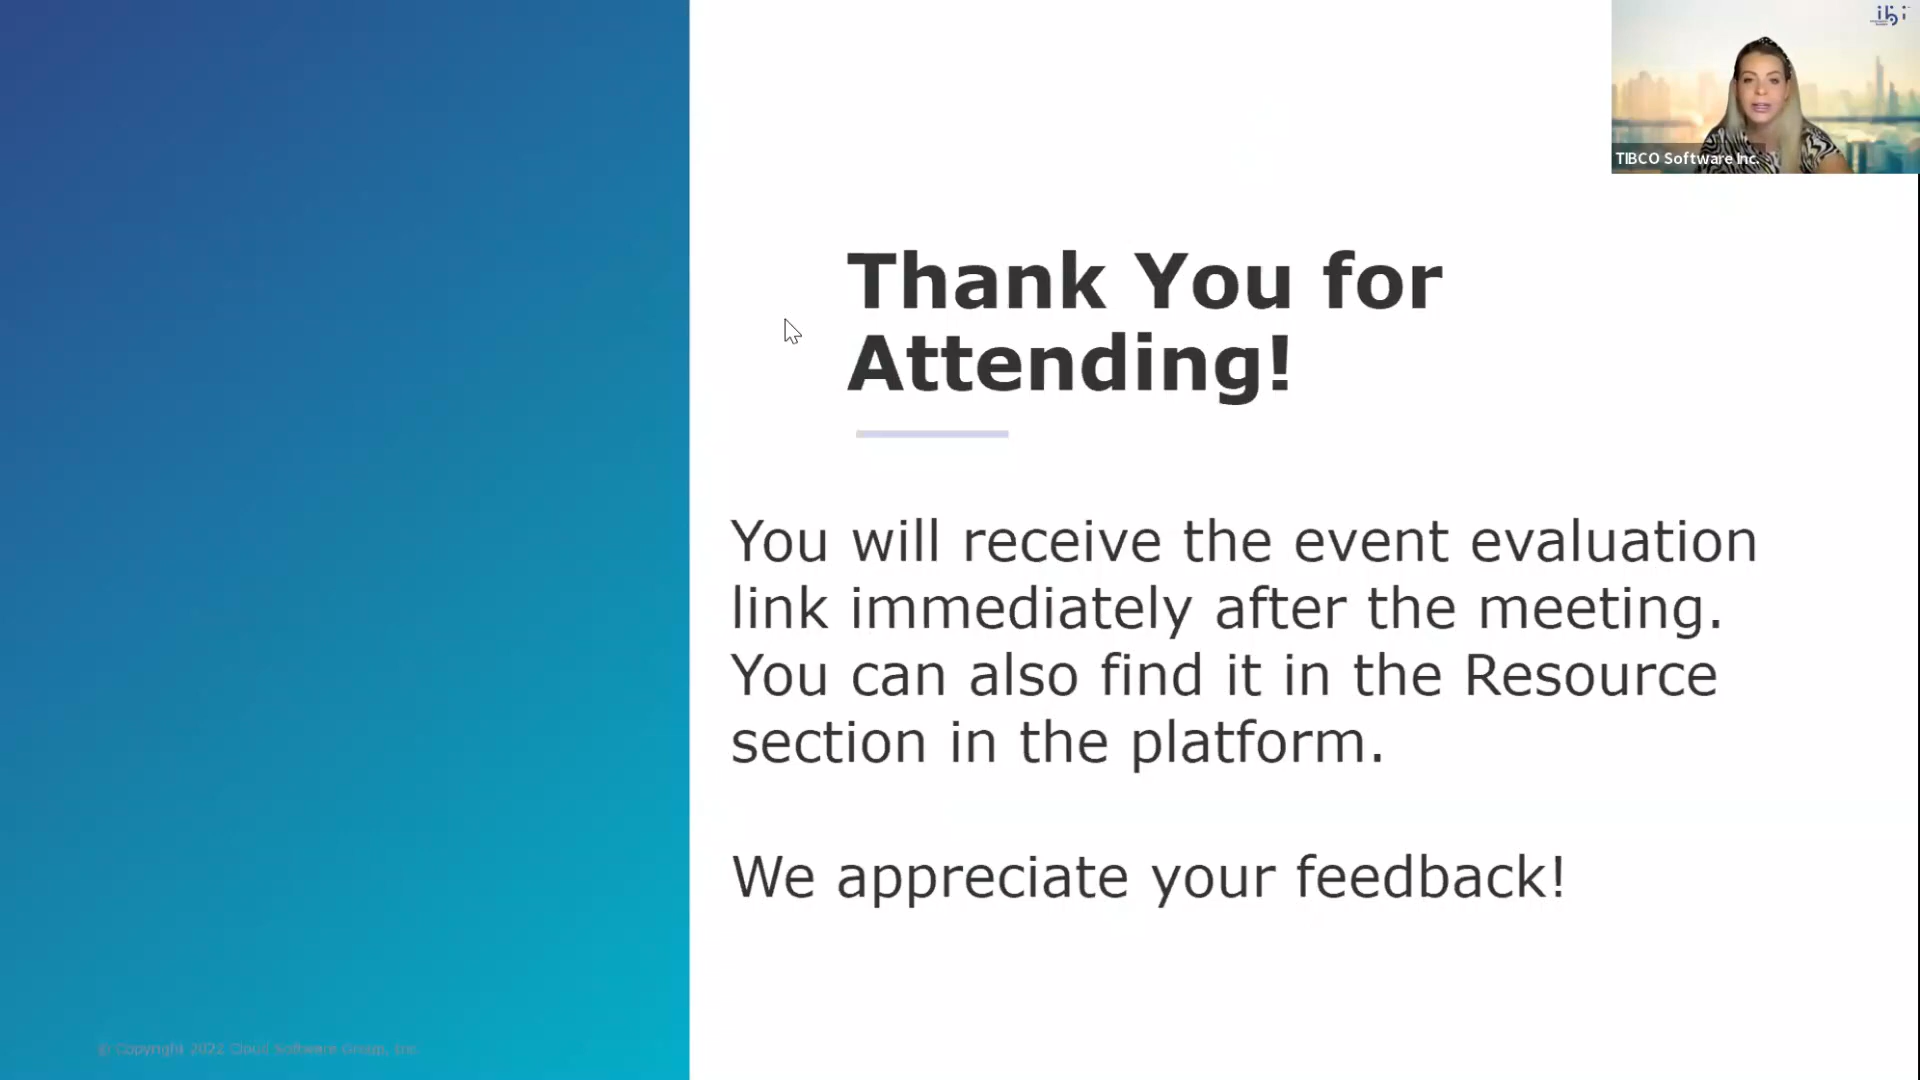 ibi
TIBCO Software Inc.
Thank You for
Attending!
You will receive the event evaluation
link immediately after the meeting.
You can also find it in the Resource
section in the platform.
We appreciate your feedback!
© Copyright 2022 Cloud Software Group, Inc.